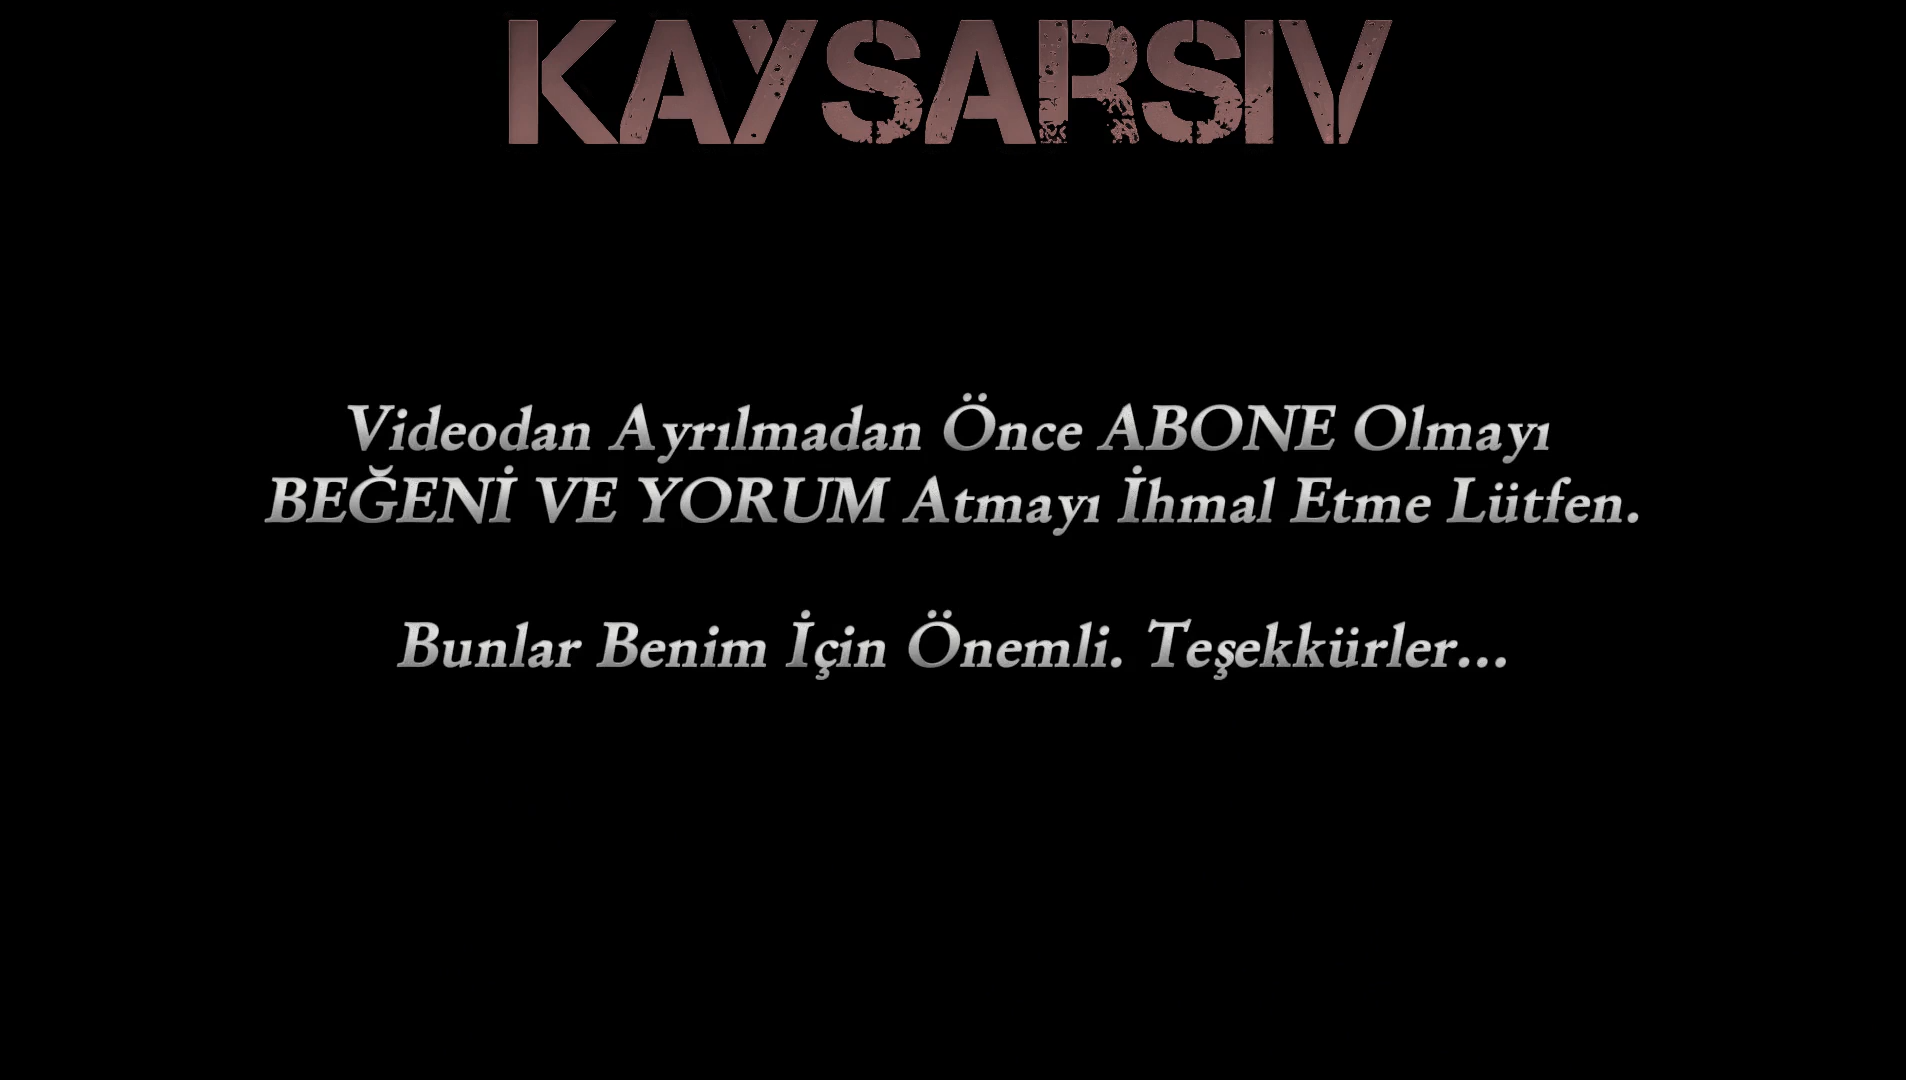 KAYSARSIV
Videodan Ayrılmadan Önce ABONE Olmayı
BEĞENİ VE YORUM Atmayı İhmal Etme Lütfen.
Bunlar Benim İçin Önemli. Teşekkürler...